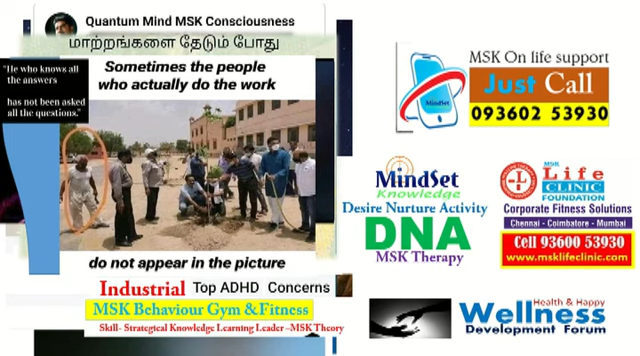 Quantum Mind MSK Consciousness
மாற்றங்களை தேடும் போது
"He who knows all
the answers
has not been asked
all the questions."
Sometimes the people
who actually do the work
do not appear in the picture
Industrial Top ADHD Concerns
MSK Behaviour Gym & Fitness
Skill- Strategical Knowledge Learning Leader –MSK Theory
MSK On life support
Just Call
MindSet
093602 53930
MindSet
Knowledge
Desire Nurture Activity
DNA
MSK Therapy
MSK
Life
CLINIC
FOUNDATION
Corporate Fitness Solutions
Chennai - Coimbatore - Mumbai
Cell 93600 53930
www.msklifeclinic.com
Health & Happy
Wellness
Development Forum